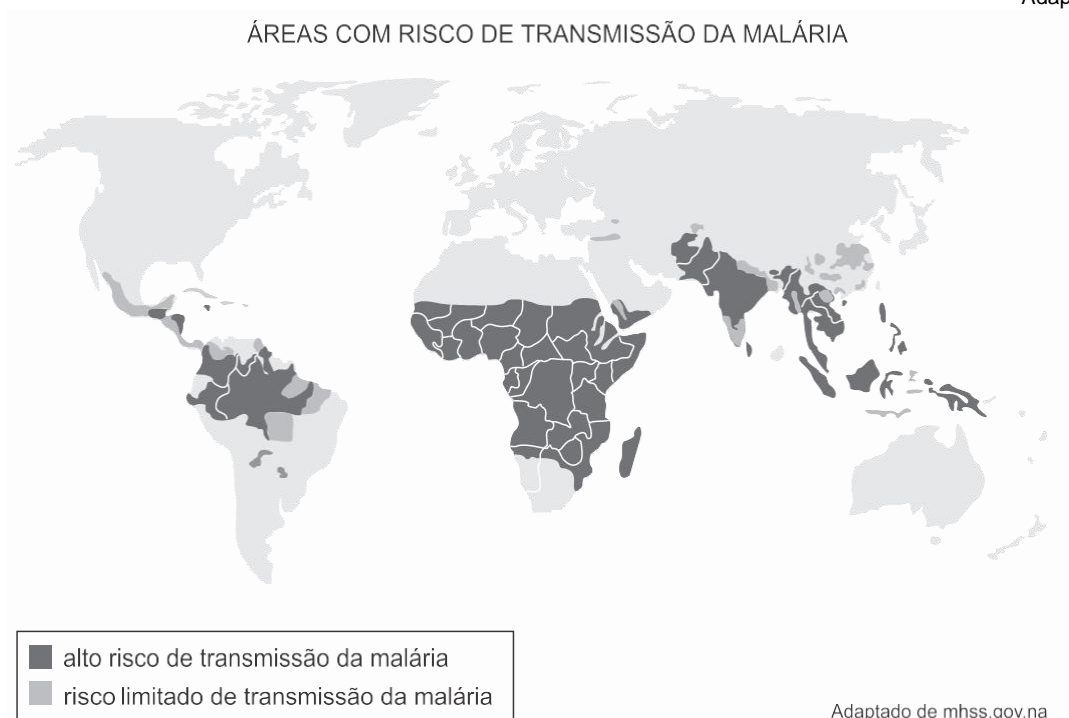 Adap
ÁREAS COM RISCO DE TRANSMISSÃO DA MALÁRIA
alto risco de transmissão da malária
risco limitado de transmissão da malária
Adaptado de mhss.gov.na